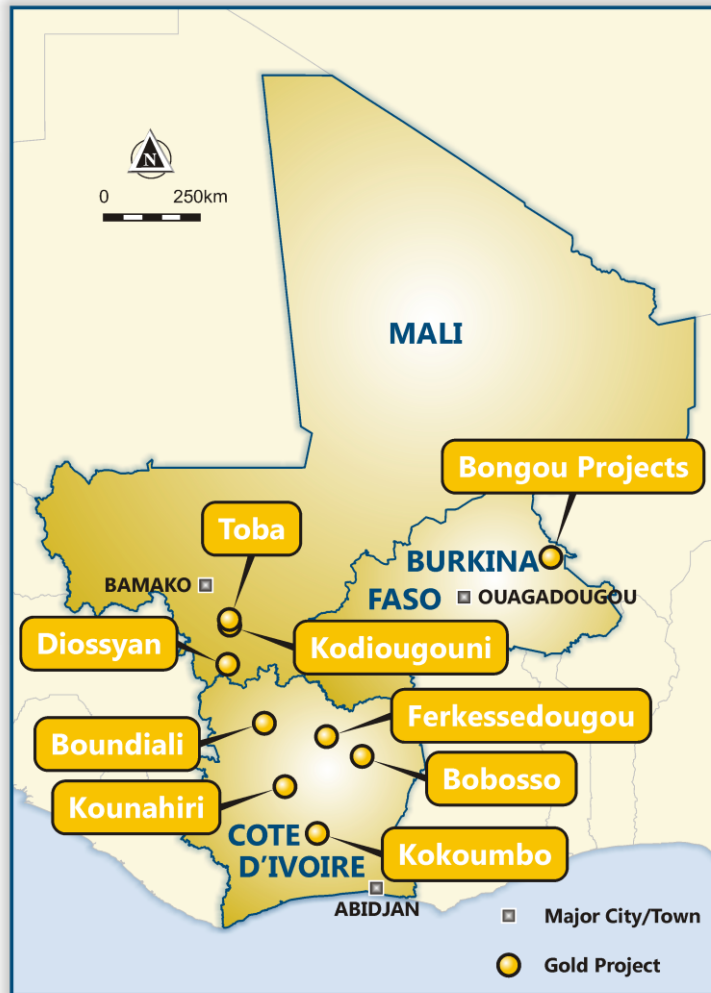 N
0 250km
MALI
Bongou Projects
Toba
BURKINA
FASO
BAMAKO
OUAGADOUGOU
Diossyan
Kodiougouni
Ferkessedougou
Boundiali
Bobosso
Kounahiri
COTE
D'IVOIRE
Kokoumbo
ABIDJAN
Major City/Town
Gold Project